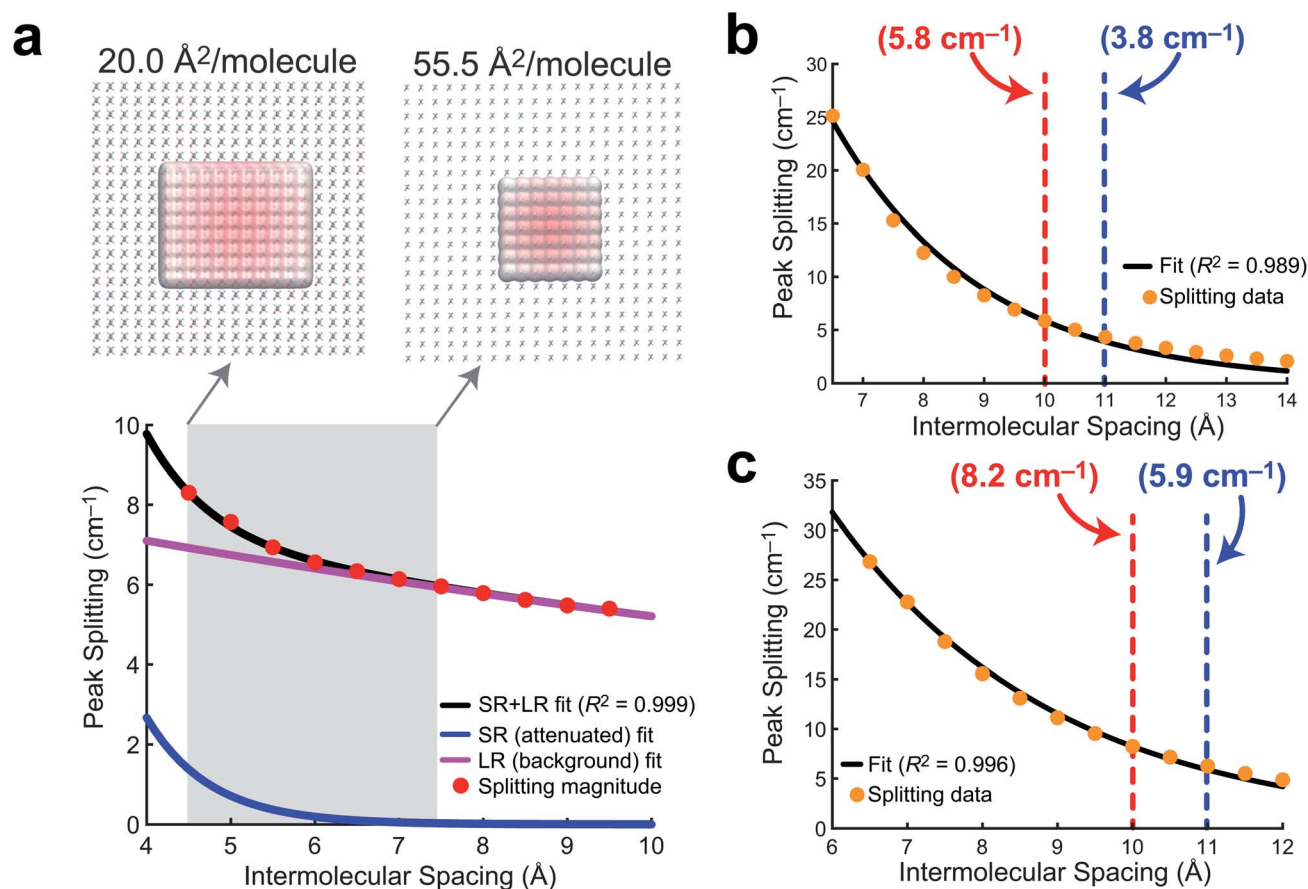 a
20.0 Å²/molecule
55.5 Å²/molecule
10
8
6
4
2
0
Peak Splitting (cm⁻¹)
SR+LR fit (R² = 0.999)
SR (attenuated) fit
LR (background) fit
Splitting magnitude
4 5 6 7 8 9 10
Intermolecular Spacing (Å)
b
(5.8 cm⁻¹)
(3.8 cm⁻¹)
30
25
20
15
10
5
0
Peak Splitting (cm⁻¹)
Fit (R² = 0.989)
Splitting data
7 8 9 10 11 12 13 14
Intermolecular Spacing (Å)
c
(8.2 cm⁻¹)
(5.9 cm⁻¹)
35
30
25
20
15
10
5
0
Peak Splitting (cm⁻¹)
Fit (R² = 0.996)
Splitting data
6 7 8 9 10 11 12
Intermolecular Spacing (Å)